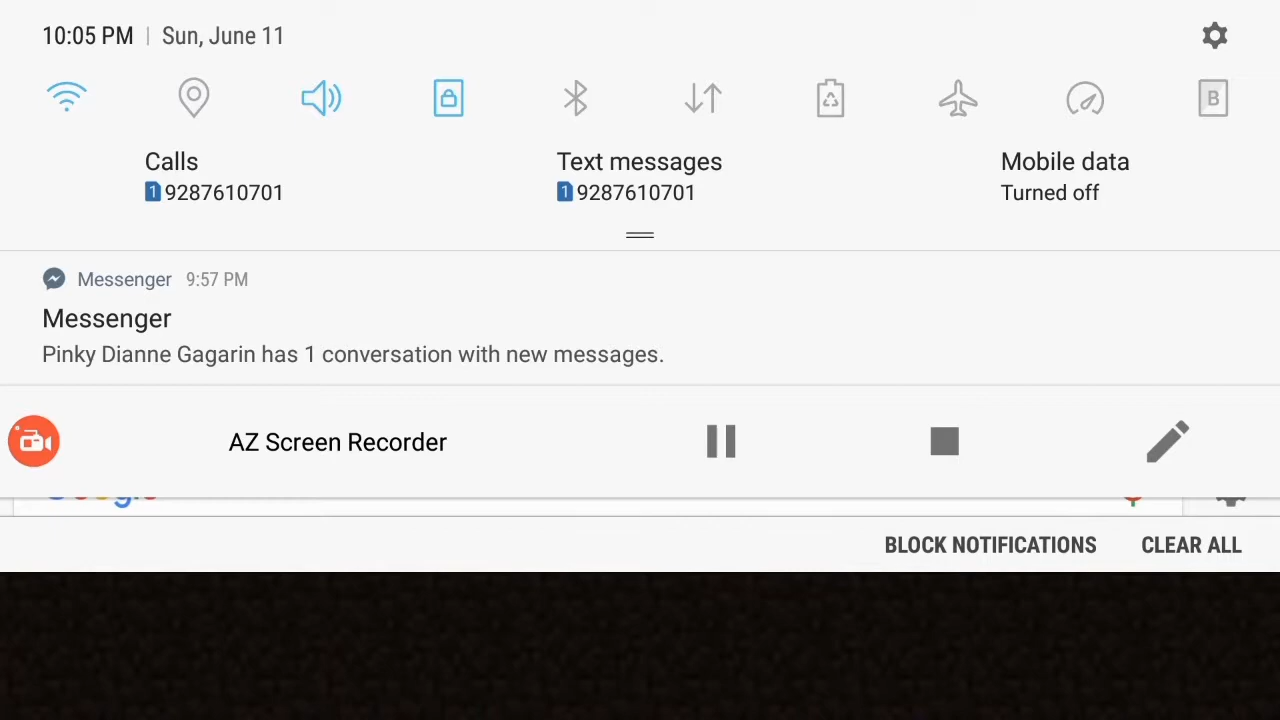 10:05 PM | Sun, June 11
B
Calls
1 9287610701
Text messages
1 9287610701
Mobile data
Turned off
Messenger 9:57 PM
Messenger
Pinky Dianne Gagarin has 1 conversation with new messages.
AZ Screen Recorder
Google
BLOCK NOTIFICATIONS
CLEAR ALL